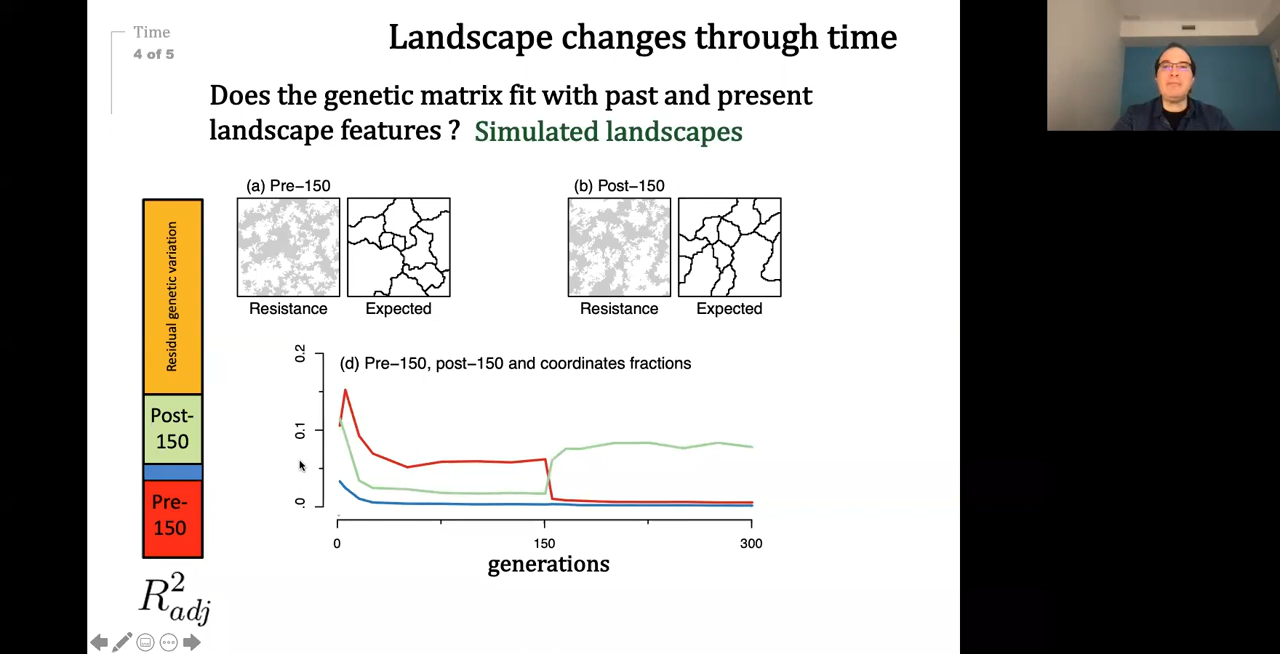 Time
4 of 5
Landscape changes through time
Does the genetic matrix fit with past and present
landscape features ? Simulated landscapes
(a) Pre−150
(b) Post−150
Resistance
Expected
Resistance
Expected
Residual genetic variation
Post-
150
Pre-
150
R²adj
(d) Pre−150, post−150 and coordinates fractions
0.2
0.1
.0
0
150
300
generations